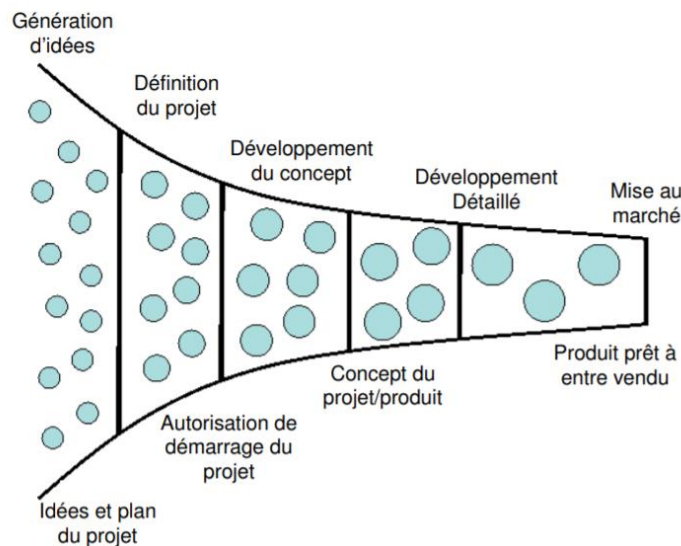 Génération
d'idées
Définition
du projet
Développement
du concept
Développement
Détaillé
Mise au
marché
Produit prêt à
entre vendu
Concept du
projet/produit
Autorisation de
démarrage du
projet
Idées et plan
du projet